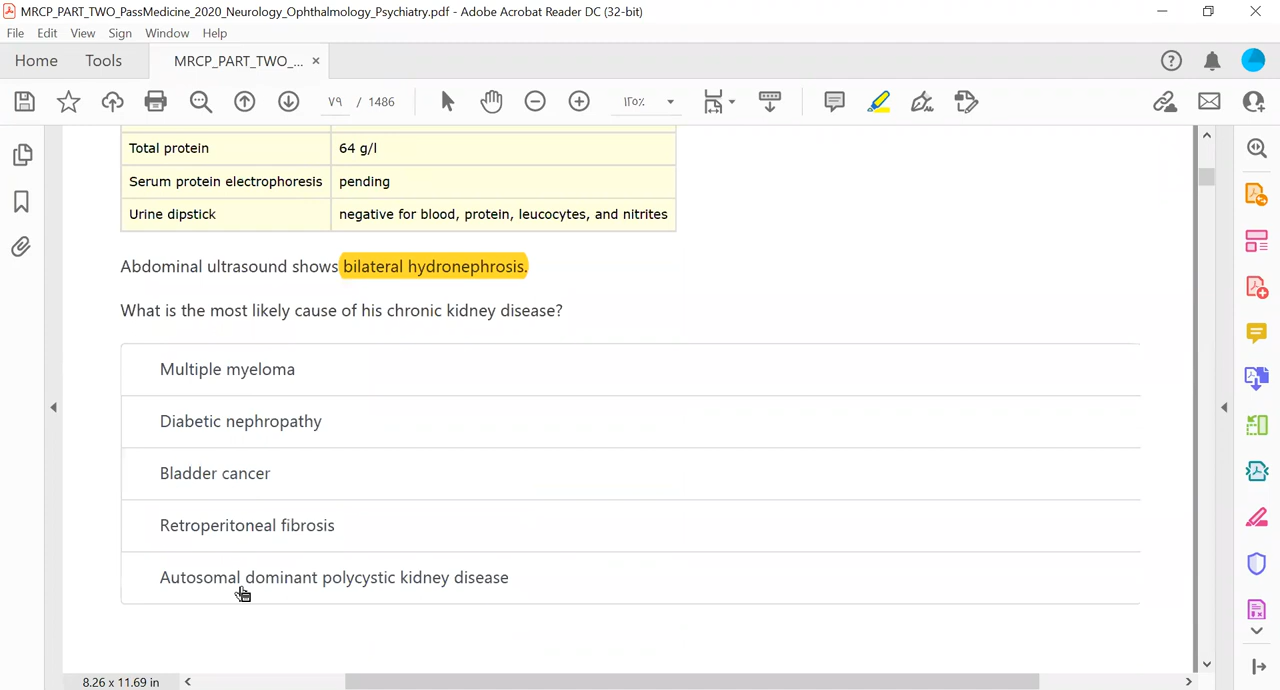 MRCP_PART_TWO_PassMedicine_2020_Neurology_Ophthalmology_Psychiatry.pdf - Adobe Acrobat Reader DC (32-bit)
File Edit View Sign Window Help
Home Tools MRCP_PART_TWO_... ×
٧٩ / 1486 ١٢٥٪
Total protein 64 g/l
Serum protein electrophoresis pending
Urine dipstick negative for blood, protein, leucocytes, and nitrites
Abdominal ultrasound shows bilateral hydronephrosis.
What is the most likely cause of his chronic kidney disease?
Multiple myeloma
Diabetic nephropathy
Bladder cancer
Retroperitoneal fibrosis
Autosomal dominant polycystic kidney disease
8.26 x 11.69 in